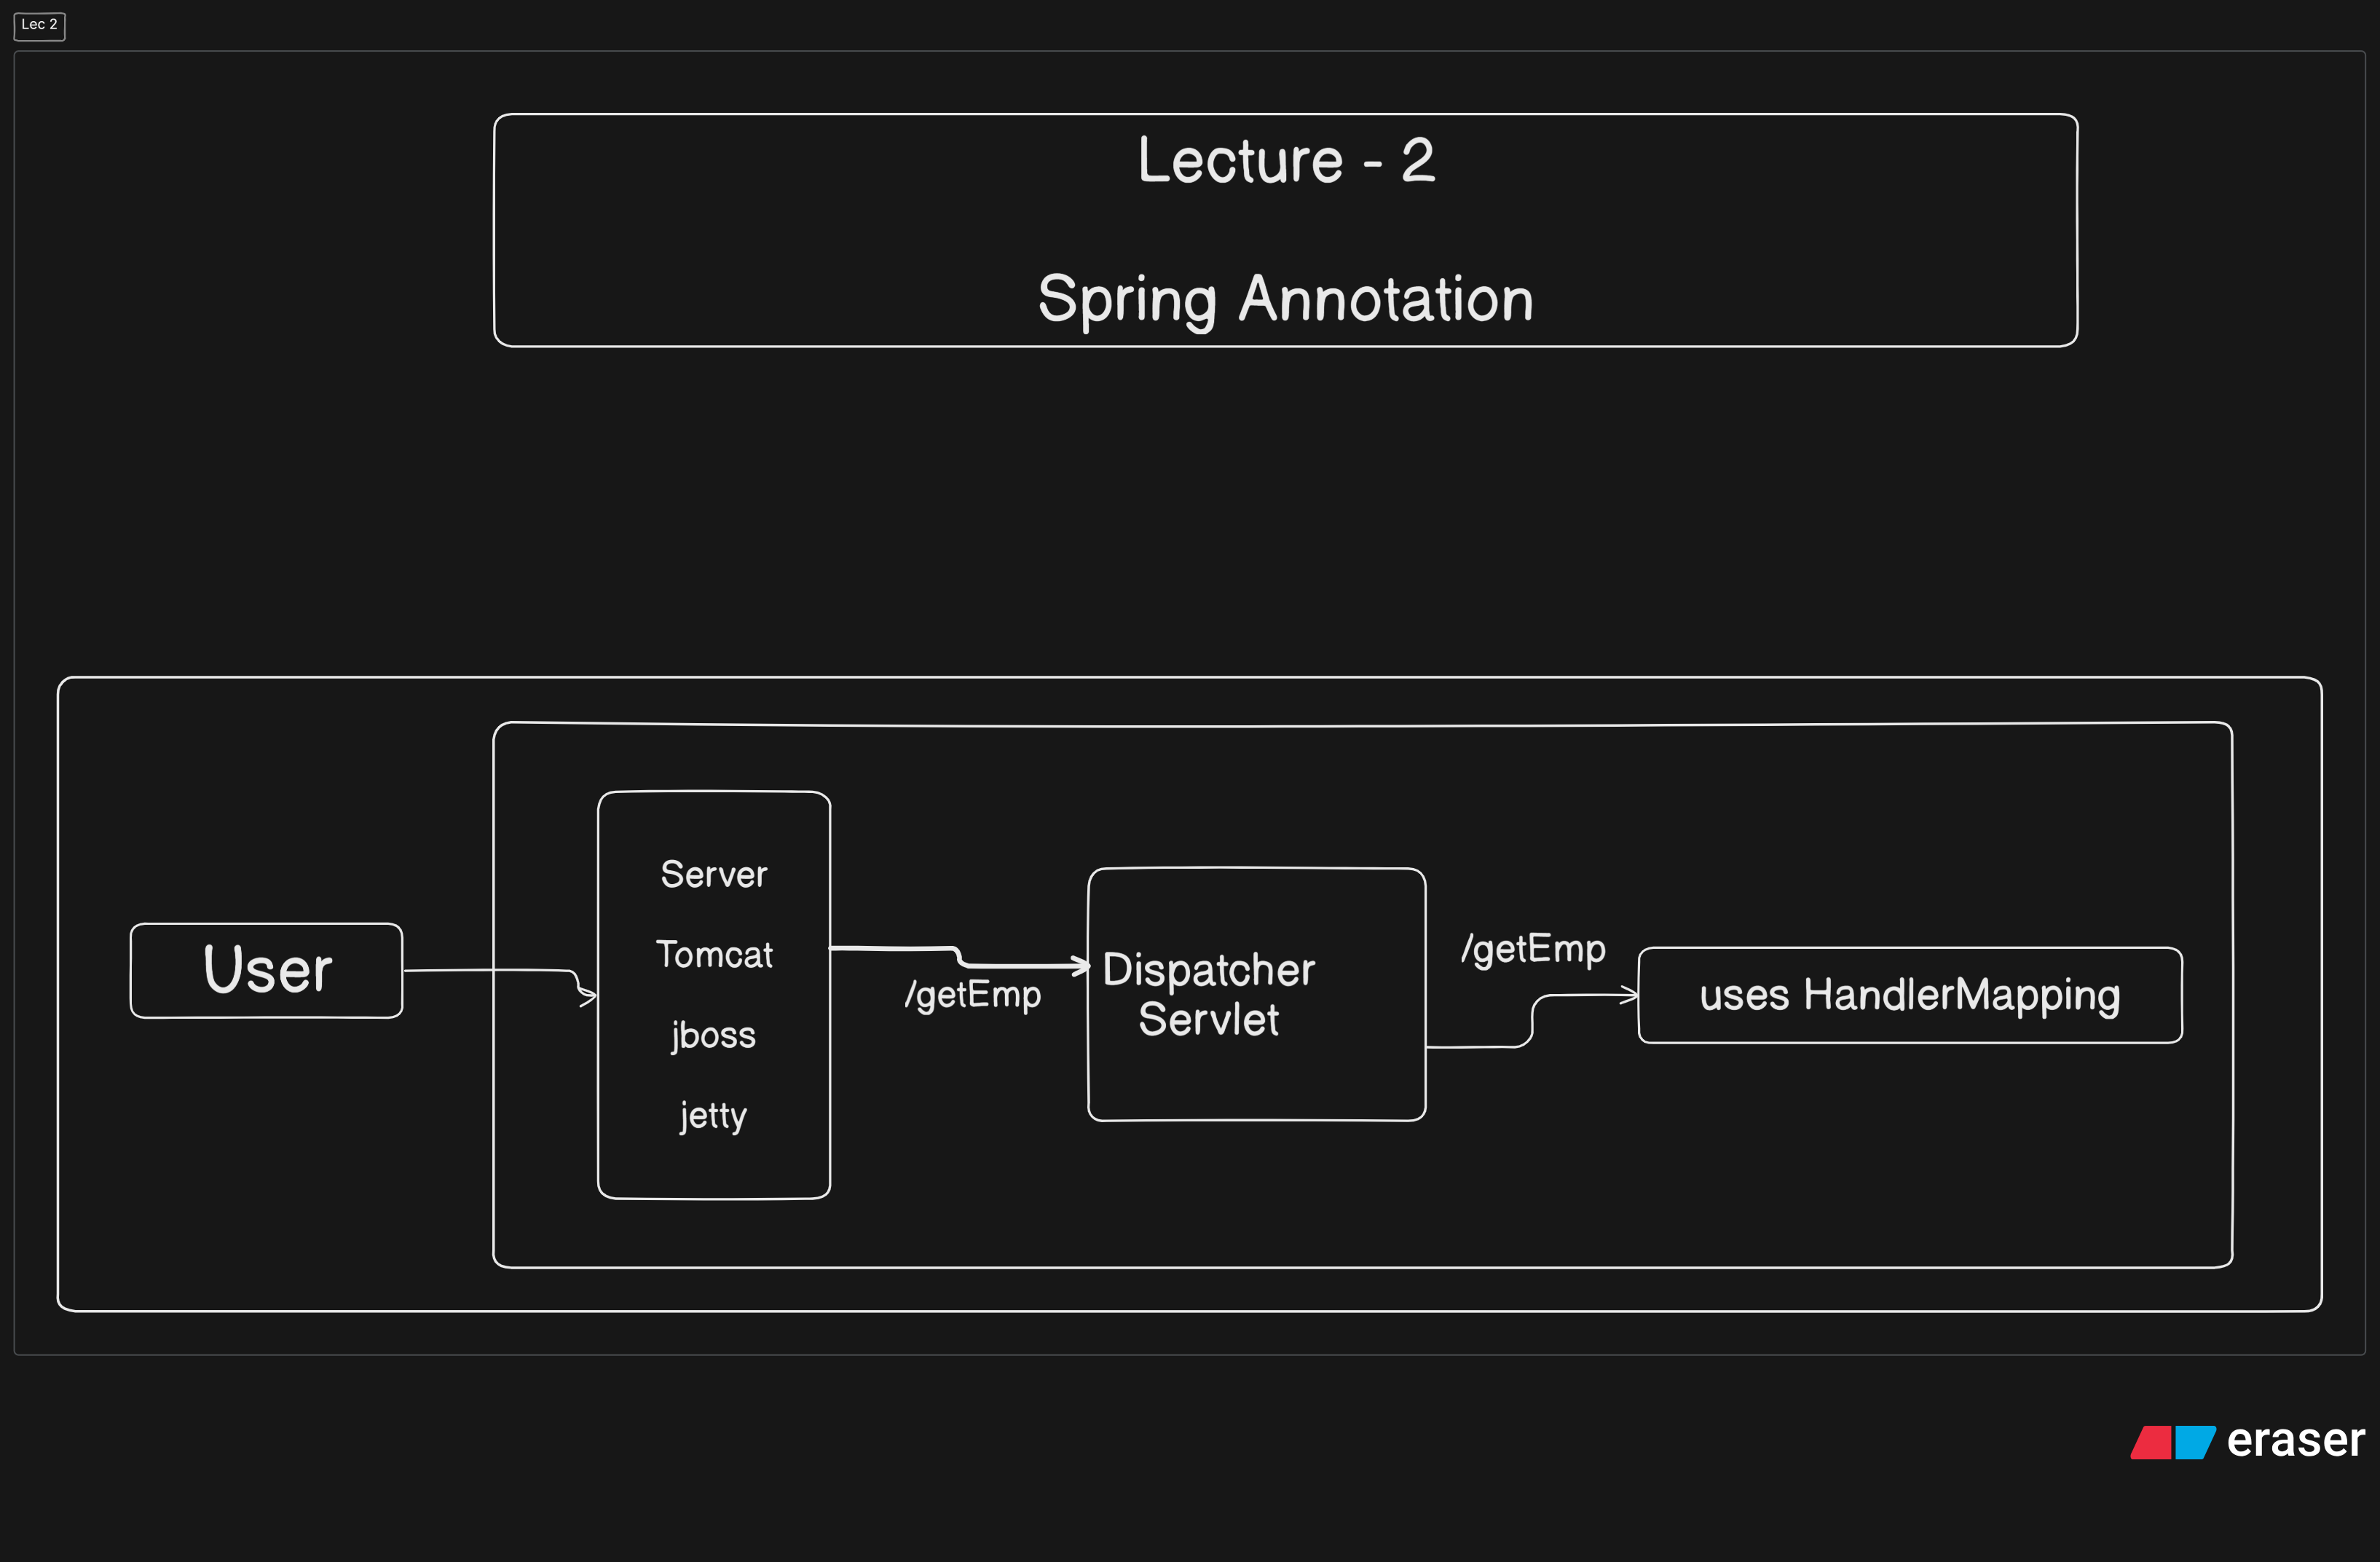 Lec 2
Lecture - 2
Spring Annotation
User
Server
Tomcat
jboss
jetty
/getEmp
Dispatcher
Servlet
/getEmp
uses HandlerMapping
eraser